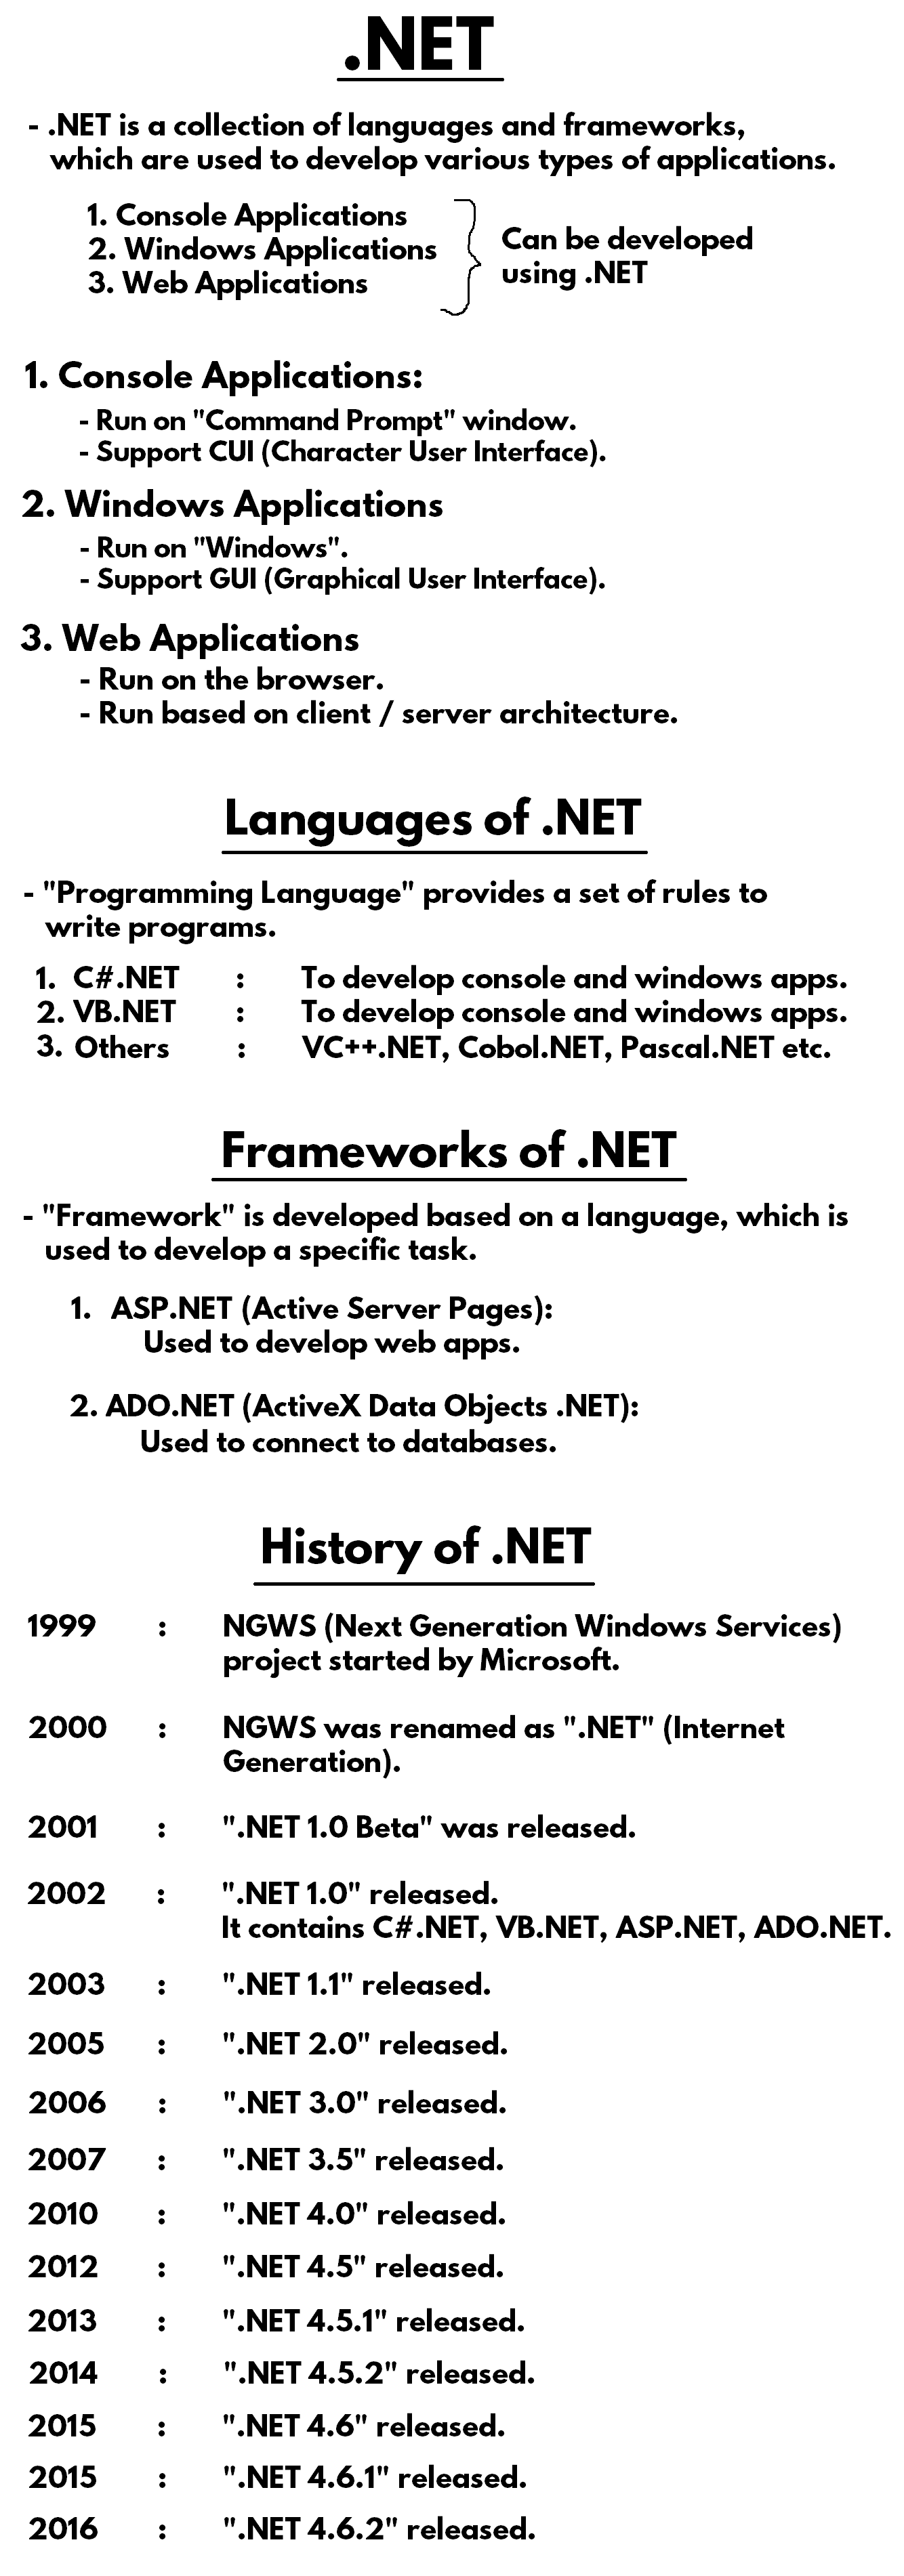 .NET
- .NET is a collection of languages and frameworks,
which are used to develop various types of applications.
1. Console Applications
2. Windows Applications
3. Web Applications
Can be developed
using .NET
1. Console Applications:
- Run on "Command Prompt" window.
- Support CUI (Character User Interface).
2. Windows Applications
- Run on "Windows".
- Support GUI (Graphical User Interface).
3. Web Applications
- Run on the browser.
- Run based on client / server architecture.
Languages of .NET
- "Programming Language" provides a set of rules to
write programs.
1. C#.NET : To develop console and windows apps.
2. VB.NET : To develop console and windows apps.
3. Others : VC++.NET, Cobol.NET, Pascal.NET etc.
Frameworks of .NET
- "Framework" is developed based on a language, which is
used to develop a specific task.
1. ASP.NET (Active Server Pages):
Used to develop web apps.
2. ADO.NET (ActiveX Data Objects .NET):
Used to connect to databases.
History of .NET
1999 : NGWS (Next Generation Windows Services)
project started by Microsoft.
2000 : NGWS was renamed as ".NET" (Internet
Generation).
2001 : ".NET 1.0 Beta" was released.
2002 : ".NET 1.0" released.
It contains C#.NET, VB.NET, ASP.NET, ADO.NET.
2003 : ".NET 1.1" released.
2005 : ".NET 2.0" released.
2006 : ".NET 3.0" released.
2007 : ".NET 3.5" released.
2010 : ".NET 4.0" released.
2012 : ".NET 4.5" released.
2013 : ".NET 4.5.1" released.
2014 : ".NET 4.5.2" released.
2015 : ".NET 4.6" released.
2015 : ".NET 4.6.1" released.
2016 : ".NET 4.6.2" released.